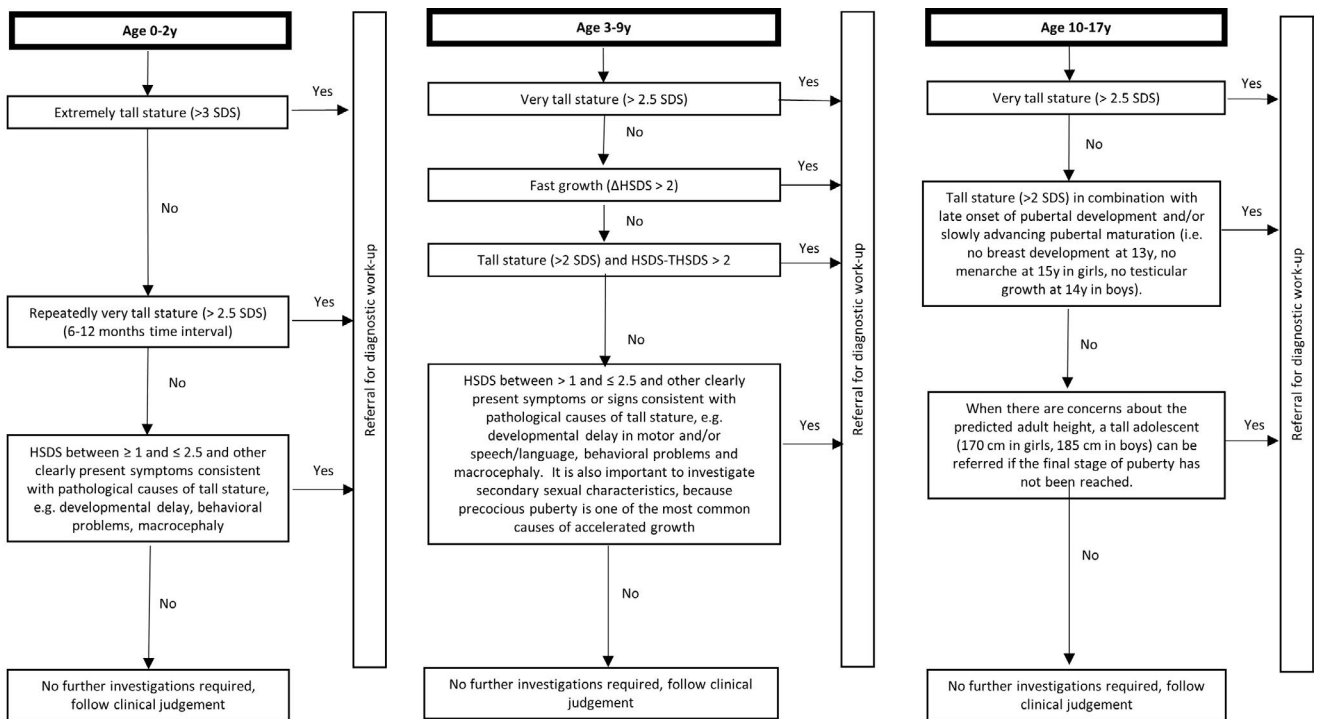 Age 0-2y
Extremely tall stature (>3 SDS)
Yes
No
Repeatedly very tall stature (> 2.5 SDS)
(6-12 months time interval)
Yes
No
HSDS between ≥ 1 and ≤ 2.5 and other
clearly present symptoms consistent
with pathological causes of tall stature,
e.g. developmental delay, behavioral
problems, macrocephaly
Yes
No
No further investigations required,
follow clinical judgement
Referral for diagnostic work-up
Age 3-9y
Very tall stature (> 2.5 SDS)
Yes
No
Fast growth (ΔHSDS > 2)
Yes
No
Tall stature (>2 SDS) and HSDS-THSDS > 2
Yes
No
HSDS between > 1 and ≤ 2.5 and other clearly
present symptoms or signs consistent with
pathological causes of tall stature, e.g.
developmental delay in motor and/or
speech/language, behavioral problems and
macrocephaly. It is also important to investigate
secondary sexual characteristics, because
precocious puberty is one of the most common
causes of accelerated growth
Yes
No
No further investigations required, follow clinical
judgement
Referral for diagnostic work-up
Age 10-17y
Very tall stature (> 2.5 SDS)
Yes
No
Tall stature (>2 SDS) in combination with
late onset of pubertal development and/or
slowly advancing pubertal maturation (i.e.
no breast development at 13y, no
menarche at 15y in girls, no testicular
growth at 14y in boys).
Yes
No
When there are concerns about the
predicted adult height, a tall adolescent
(170 cm in girls, 185 cm in boys) can be
referred if the final stage of puberty has
not been reached.
Yes
No
No further investigations required, follow
clinical judgement
Referral for diagnostic work-up